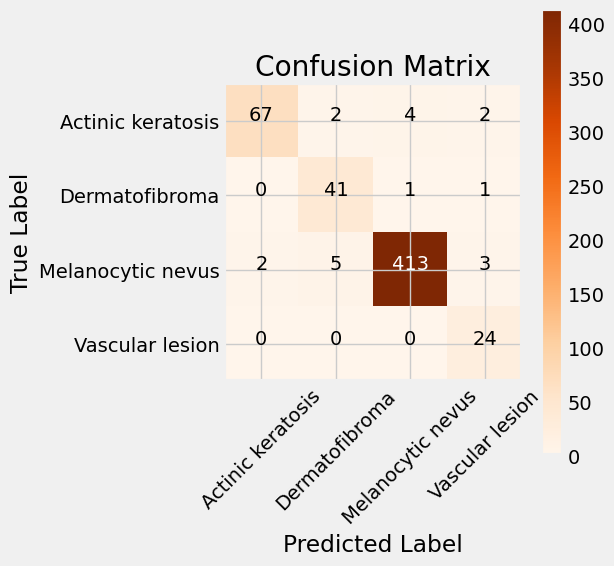 Confusion Matrix
True Label
Actinic keratosis 67 2 4 2
Dermatofibroma 0 41 1 1
Melanocytic nevus 2 5 413 3
Vascular lesion 0 0 0 24
Actinic keratosis
Dermatofibroma
Melanocytic nevus
Vascular lesion
Predicted Label
400
350
300
250
200
150
100
50
0